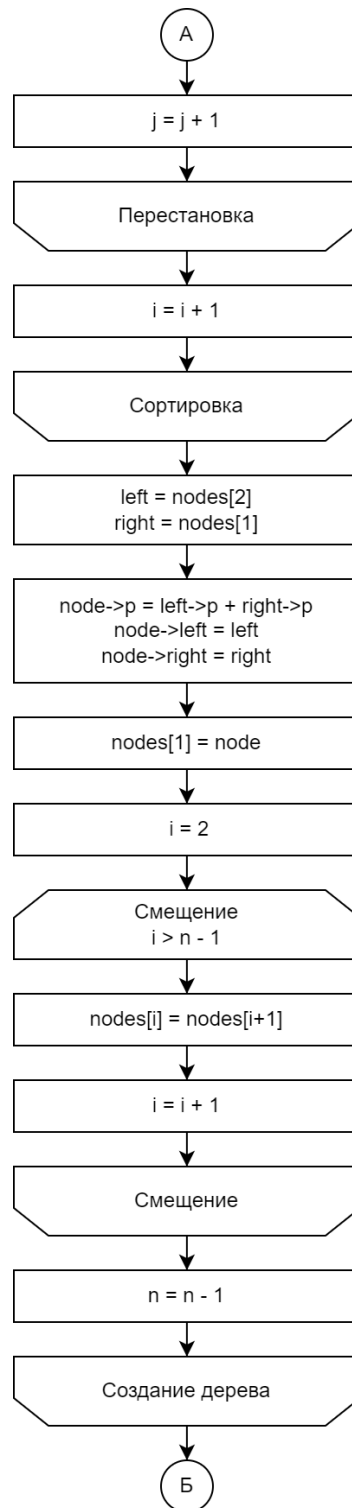 А
j = j + 1
Перестановка
i = i + 1
Сортировка
left = nodes[2]
right = nodes[1]
node->p = left->p + right->p
node->left = left
node->right = right
nodes[1] = node
i = 2
Смещение
i > n - 1
nodes[i] = nodes[i+1]
i = i + 1
Смещение
n = n - 1
Создание дерева
Б